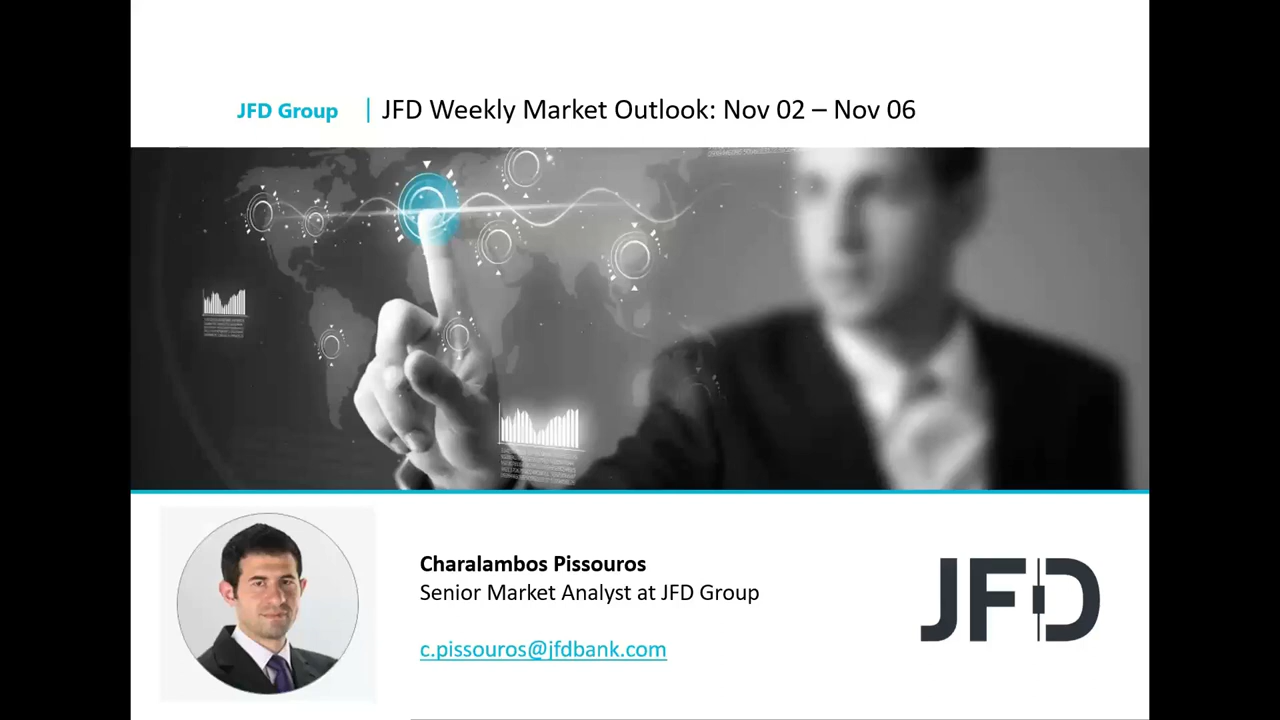 JFD Group | JFD Weekly Market Outlook: Nov 02 – Nov 06
Charalambos Pissouros
Senior Market Analyst at JFD Group
c.pissouros@jfdbank.com
JFD